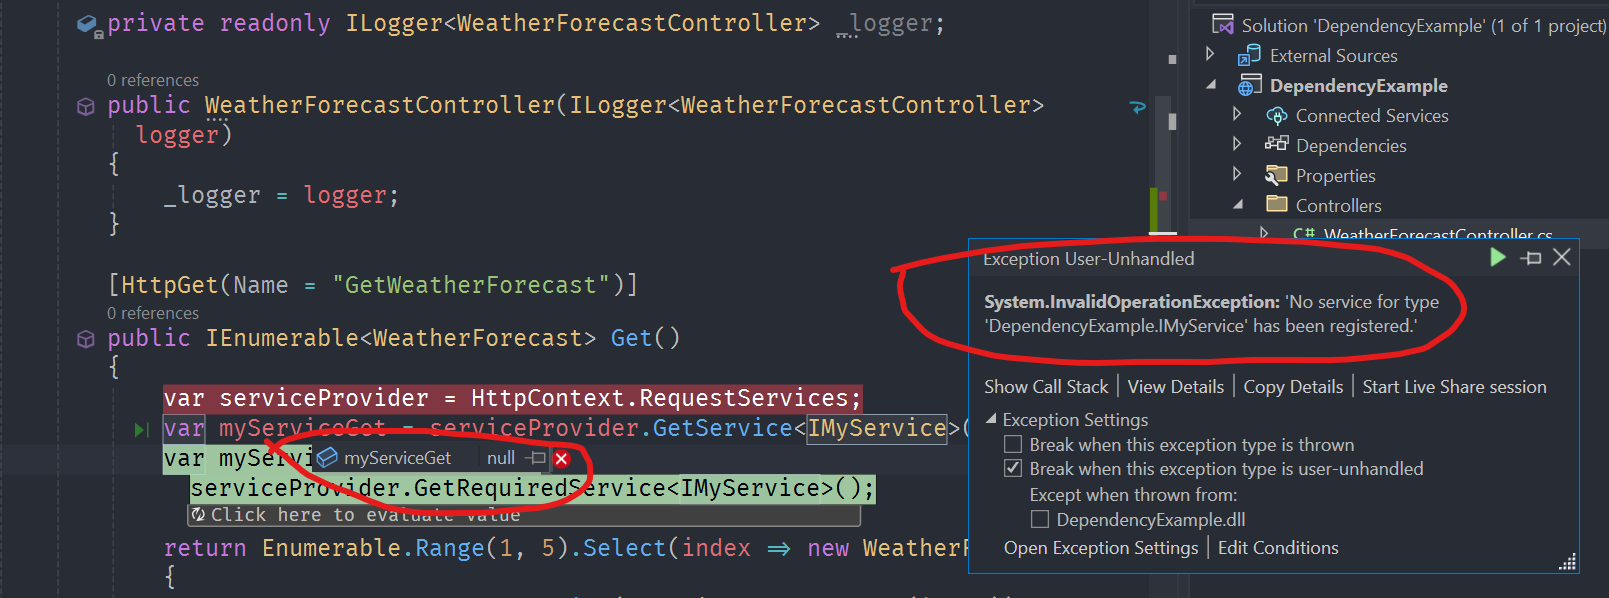 private readonly ILogger<WeatherForecastController> _logger;
0 references
public WeatherForecastController(ILogger<WeatherForecastController>
logger)
{
_logger = logger;
}
[HttpGet(Name = "GetWeatherForecast")]
0 references
public IEnumerable<WeatherForecast> Get()
{
var serviceProvider = HttpContext.RequestServices;
var myServiceGet = serviceProvider.GetService<IMyService>(
var myServi
myServiceGet null
serviceProvider.GetRequiredService<IMyService>();
Click here to evaluate value
return Enumerable.Range(1, 5).Select(index => new WeatherF
{
Solution 'DependencyExample' (1 of 1 project)
External Sources
DependencyExample
Connected Services
Dependencies
Properties
Controllers
C# WeatherForecastController.cs
Exception User-Unhandled
System.InvalidOperationException: 'No service for type
'DependencyExample.IMyService' has been registered.'
Show Call Stack | View Details | Copy Details | Start Live Share session
Exception Settings
Break when this exception type is thrown
Break when this exception type is user-unhandled
Except when thrown from:
DependencyExample.dll
Open Exception Settings | Edit Conditions